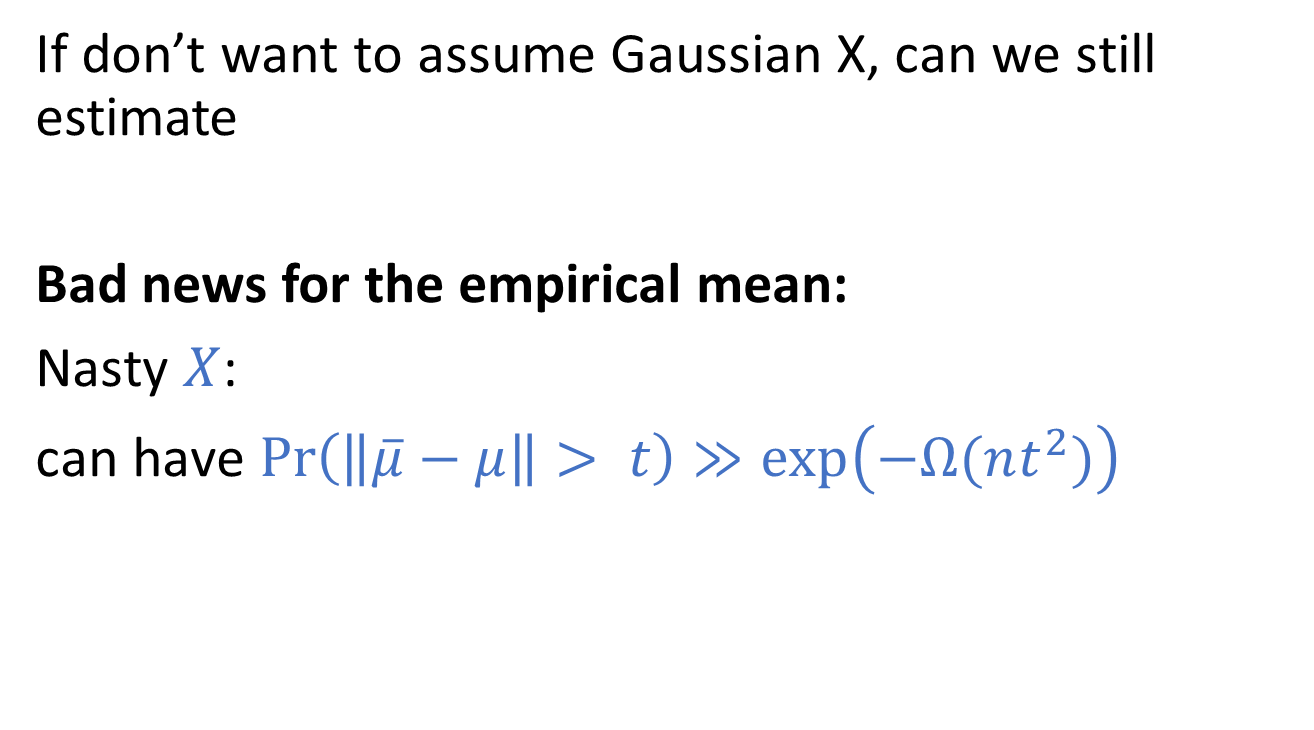 If don’t want to assume Gaussian X, can we still
estimate
Bad news for the empirical mean:
Nasty 𝑋:
can have Pr(‖𝜇̄ − 𝜇‖ > 𝑡) ≫ exp(−Ω(𝑛𝑡²))